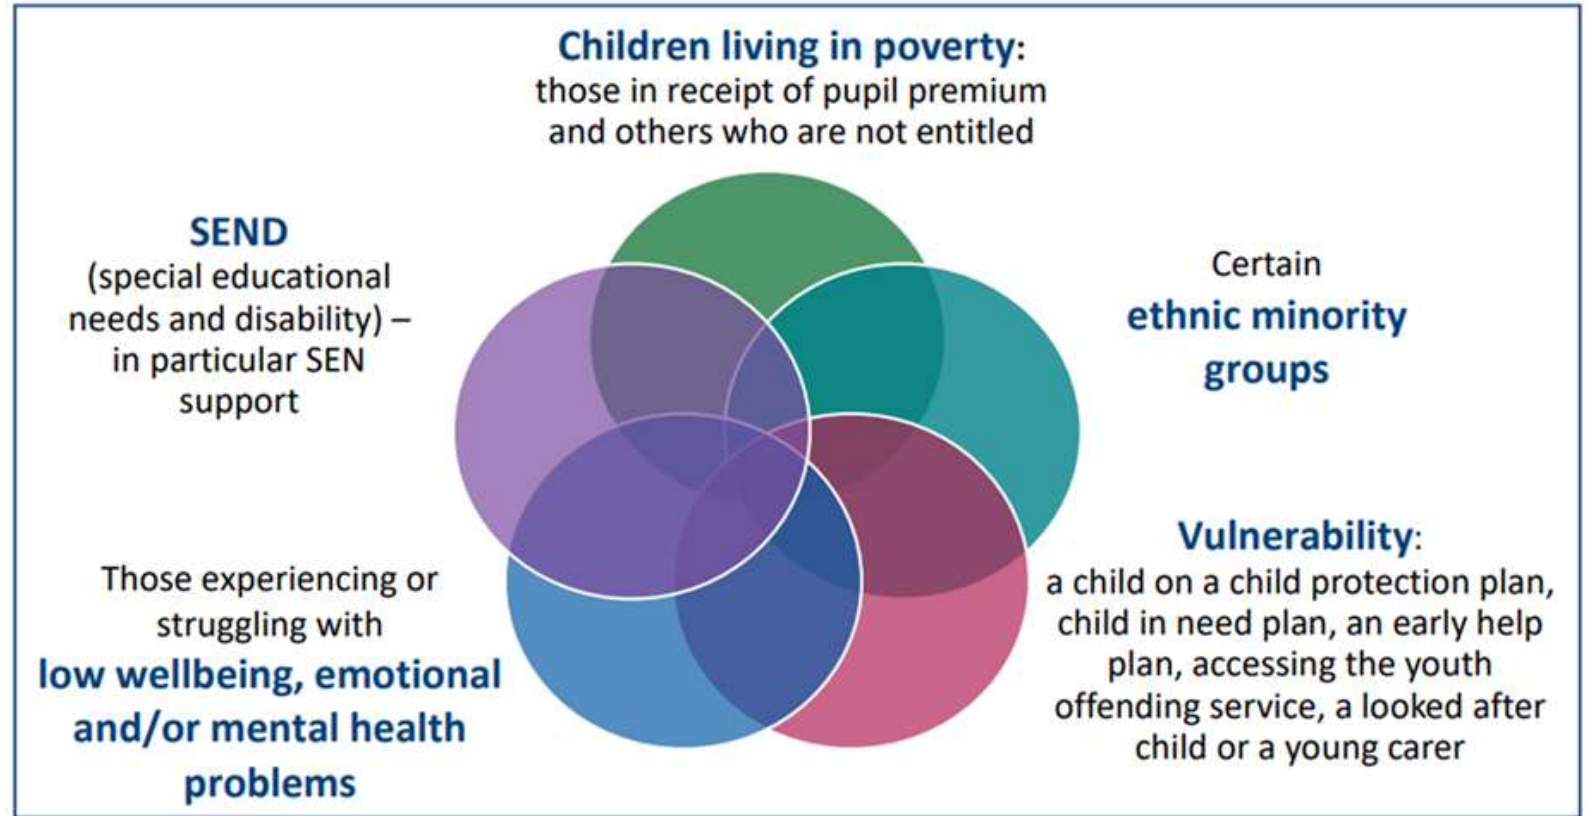 Children living in poverty:
those in receipt of pupil premium
and others who are not entitled
SEND
(special educational
needs and disability) –
in particular SEN
support
Certain
ethnic minority
groups
Those experiencing or
struggling with
low wellbeing, emotional
and/or mental health
problems
Vulnerability:
a child on a child protection plan,
child in need plan, an early help
plan, accessing the youth
offending service, a looked after
child or a young carer